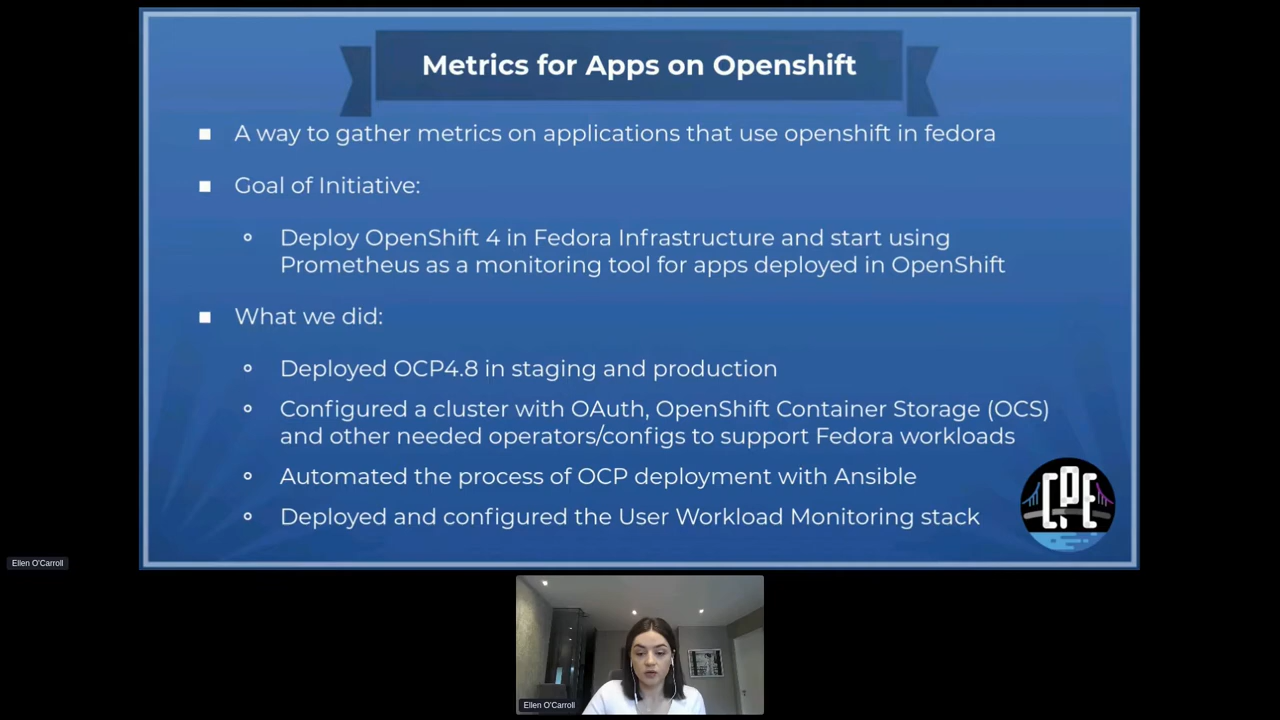 Metrics for Apps on Openshift
A way to gather metrics on applications that use openshift in fedora
Goal of Initiative:
Deploy OpenShift 4 in Fedora Infrastructure and start using
Prometheus as a monitoring tool for apps deployed in OpenShift
What we did:
Deployed OCP4.8 in staging and production
Configured a cluster with OAuth, OpenShift Container Storage (OCS)
and other needed operators/configs to support Fedora workloads
Automated the process of OCP deployment with Ansible
Deployed and configured the User Workload Monitoring stack
CPE
Ellen O'Carroll
Ellen O'Carroll